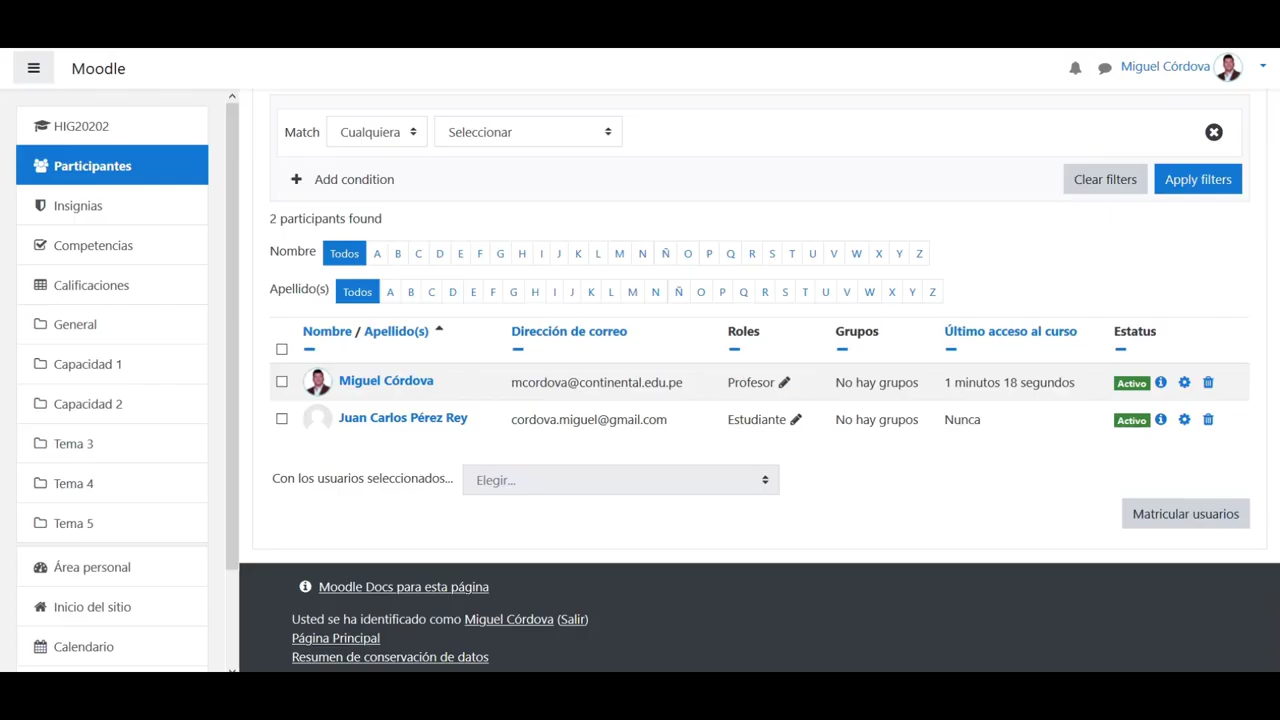 Moodle
Miguel Córdova
HIG20202
Participantes
Insignias
Competencias
Calificaciones
General
Capacidad 1
Capacidad 2
Tema 3
Tema 4
Tema 5
Área personal
Inicio del sitio
Calendario
Match Cualquiera Seleccionar
Add condition Clear filters Apply filters
2 participants found
Nombre Todos A B C D E F G H I J K L M N Ñ O P Q R S T U V W X Y Z
Apellido(s) Todos A B C D E F G H I J K L M N Ñ O P Q R S T U V W X Y Z
Nombre / Apellido(s) Dirección de correo Roles Grupos Último acceso al curso Estatus
Miguel Córdova mcordova@continental.edu.pe Profesor No hay grupos 1 minutos 18 segundos Activo
Juan Carlos Pérez Rey cordova.miguel@gmail.com Estudiante No hay grupos Nunca Activo
Con los usuarios seleccionados... Elegir...
Matricular usuarios
Moodle Docs para esta página
Usted se ha identificado como Miguel Córdova (Salir)
Página Principal
Resumen de conservación de datos